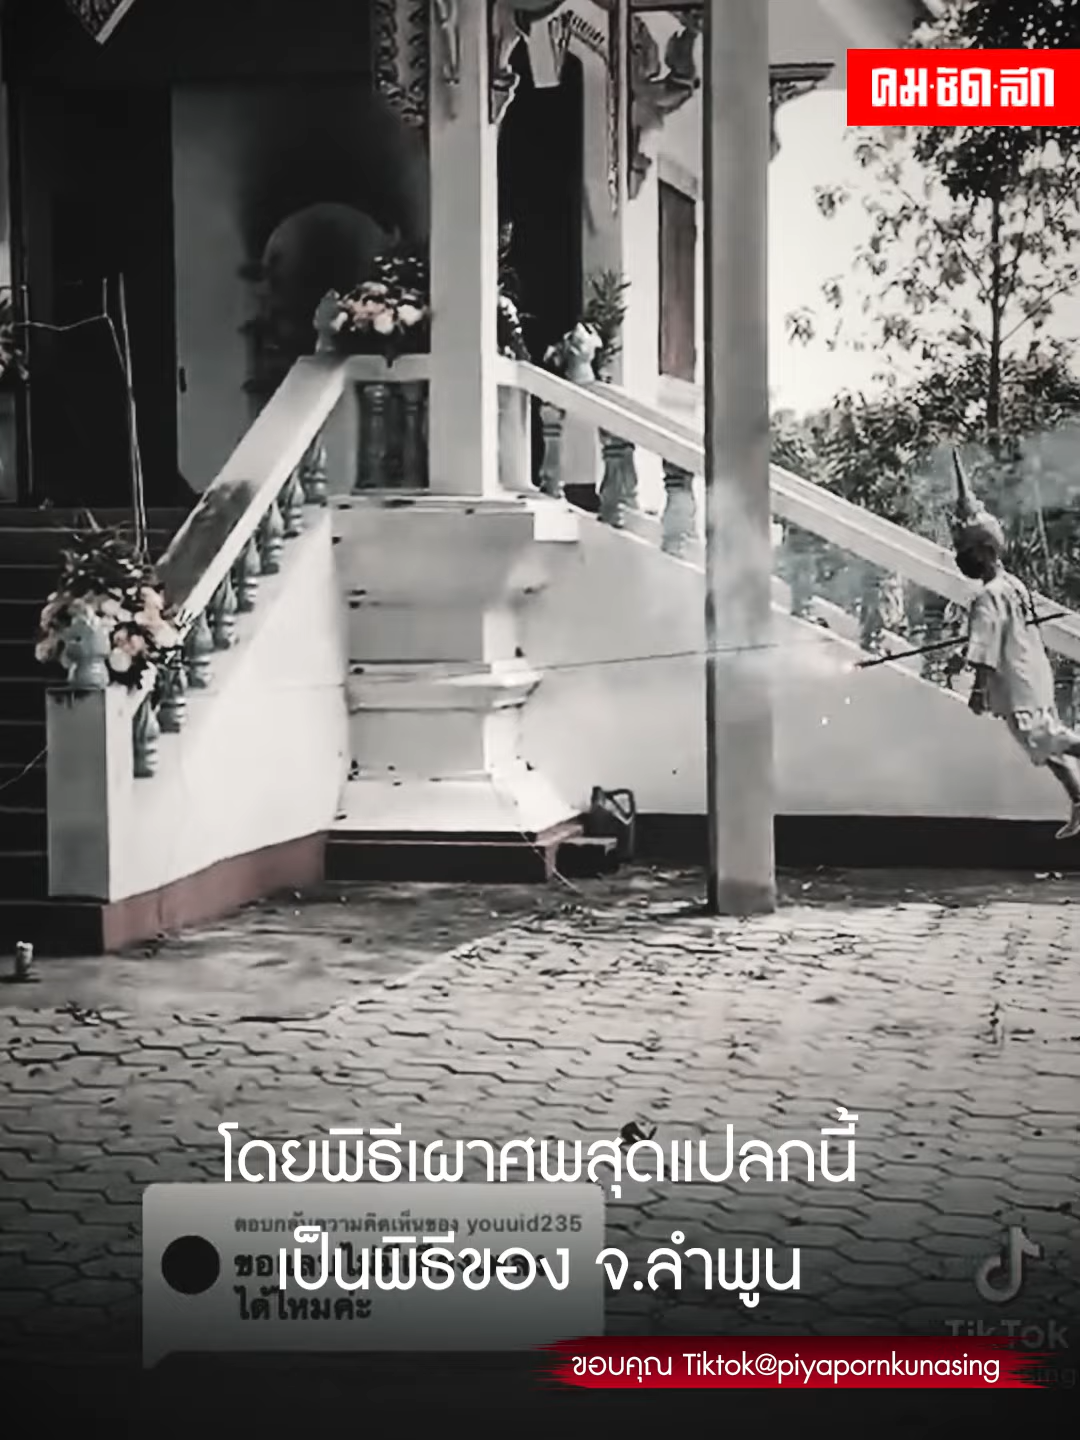 คม·ชัด·ลึก
โดยพิธีเผาศพสุดแปลกนี้
ตอบกลับความคิดเห็นของ youuid235
เป็นพิธีของ จ.ลำพูน
ได้ไหมคะ
TikTok
ขอบคุณ Tiktok@piyapornkunasing